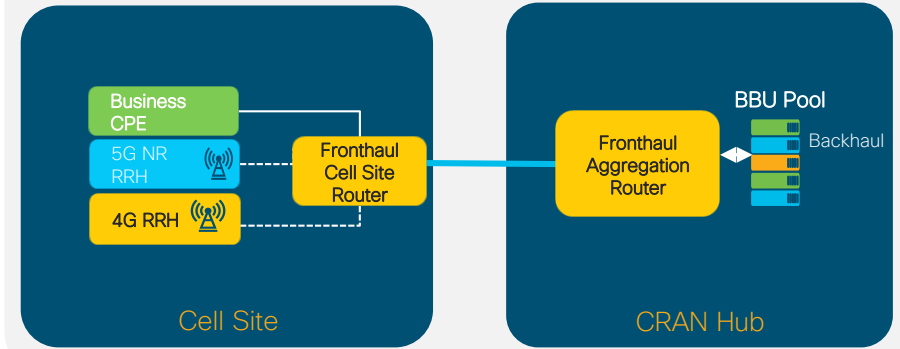 Business
CPE
5G NR
RRH
4G RRH
Fronthaul
Cell Site
Router
Cell Site
Fronthaul
Aggregation
Router
BBU Pool
Backhaul
CRAN Hub